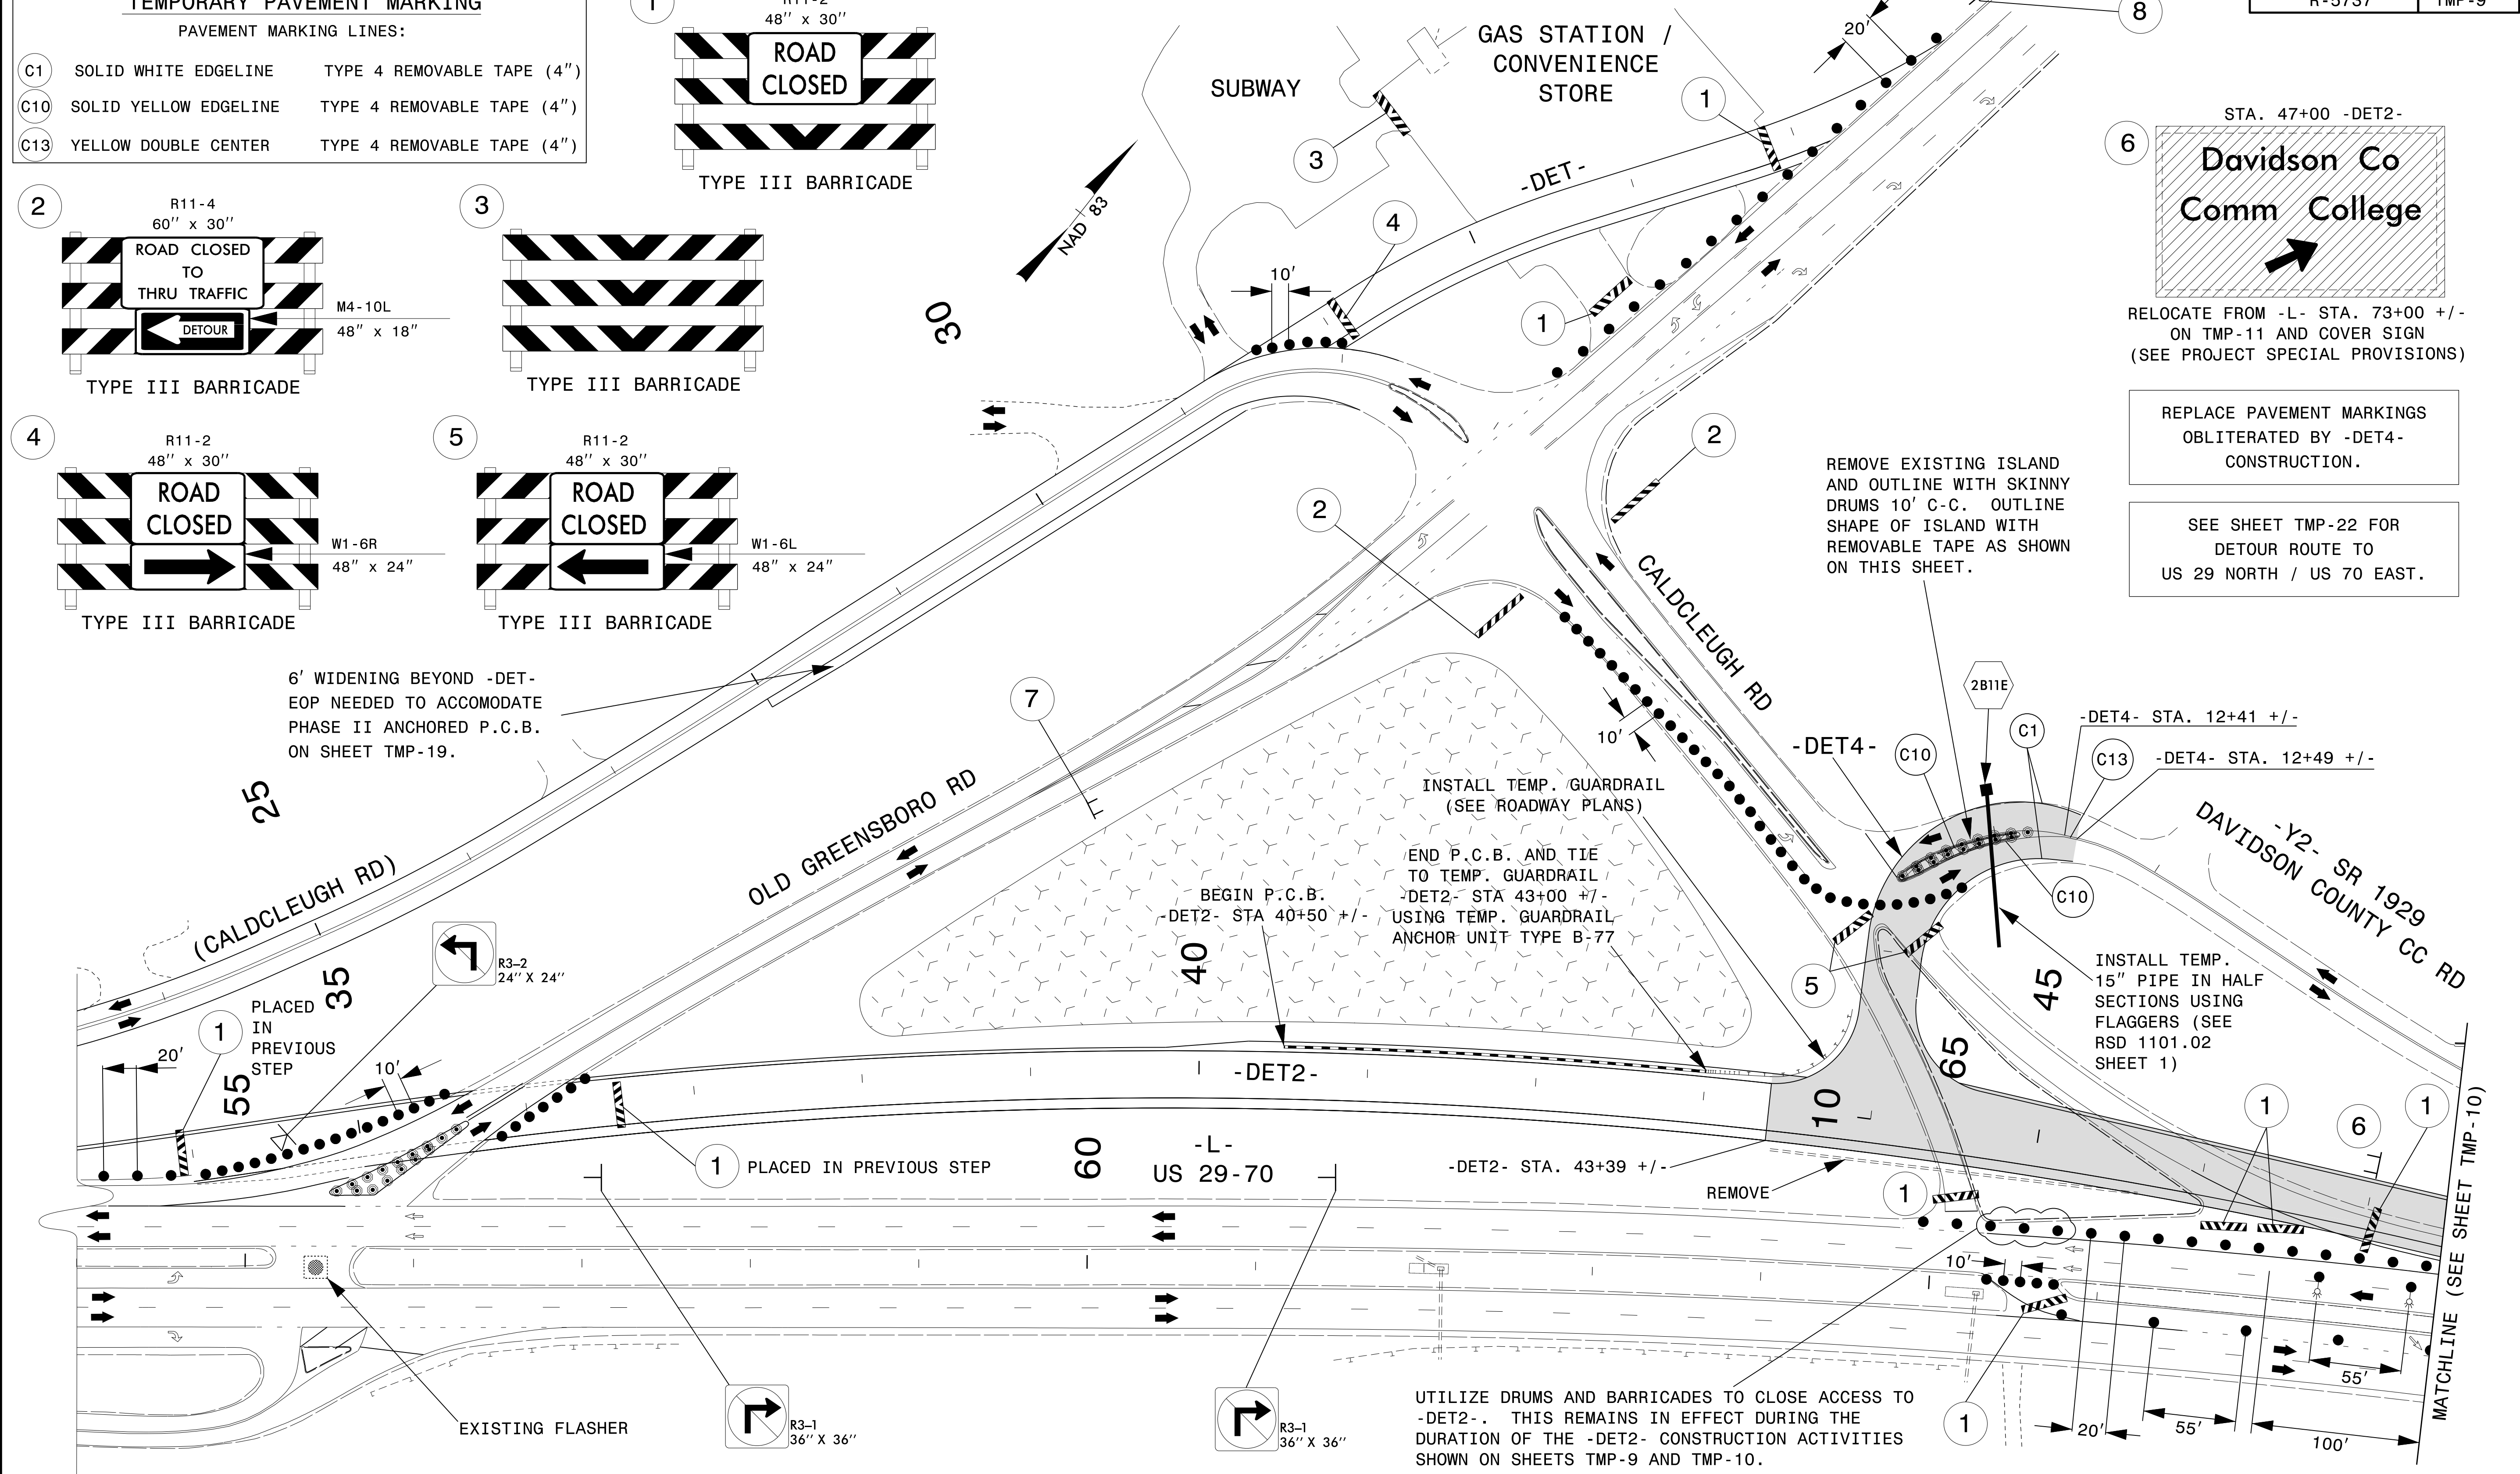 TEMPORARY PAVEMENT MARKING
PAVEMENT MARKING LINES:
C1 SOLID WHITE EDGELINE TYPE 4 REMOVABLE TAPE (4")
C10 SOLID YELLOW EDGELINE TYPE 4 REMOVABLE TAPE (4")
C13 YELLOW DOUBLE CENTER TYPE 4 REMOVABLE TAPE (4")
1
R11-2
48" x 30"
ROAD
CLOSED
TYPE III BARRICADE
2
R11-4
60" x 30"
ROAD CLOSED
TO
THRU TRAFFIC
DETOUR
M4-10L
48" x 18"
TYPE III BARRICADE
3
TYPE III BARRICADE
4
R11-2
48" x 30"
ROAD
CLOSED
W1-6R
48" x 24"
TYPE III BARRICADE
5
R11-2
48" x 30"
ROAD
CLOSED
W1-6L
48" x 24"
TYPE III BARRICADE
R-5737 TMP-9
8
20'
GAS STATION /
CONVENIENCE
STORE
SUBWAY
1
3
-DET-
4
10'
1
NAD 83
30
STA. 47+00 -DET2-
6
Davidson Co
Comm College
RELOCATE FROM -L- STA. 73+00 +/-
ON TMP-11 AND COVER SIGN
(SEE PROJECT SPECIAL PROVISIONS)
REPLACE PAVEMENT MARKINGS
OBLITERATED BY -DET4-
CONSTRUCTION.
SEE SHEET TMP-22 FOR
DETOUR ROUTE TO
US 29 NORTH / US 70 EAST.
2
2
REMOVE EXISTING ISLAND
AND OUTLINE WITH SKINNY
DRUMS 10' C-C. OUTLINE
SHAPE OF ISLAND WITH
REMOVABLE TAPE AS SHOWN
ON THIS SHEET.
CALDCLEUGH RD
6' WIDENING BEYOND -DET-
EOP NEEDED TO ACCOMODATE
PHASE II ANCHORED P.C.B.
ON SHEET TMP-19.
7
25
OLD GREENSBORO RD
(CALDCLEUGH RD)
10'
INSTALL TEMP. GUARDRAIL
(SEE ROADWAY PLANS)
-DET4-
2B11E
C10
C1
C13
C10
-DET4- STA. 12+41 +/-
-DET4- STA. 12+49 +/-
-Y2- SR 1929
DAVIDSON COUNTY CC RD
END P.C.B. AND TIE
TO TEMP. GUARDRAIL
-DET2- STA 43+00 +/-
USING TEMP. GUARDRAIL
ANCHOR UNIT TYPE B-77
BEGIN P.C.B.
-DET2- STA 40+50 +/-
40
5
45
INSTALL TEMP.
15" PIPE IN HALF
SECTIONS USING
FLAGGERS (SEE
RSD 1101.02
SHEET 1)
R3-2
24" X 24"
35
1
PLACED
IN
PREVIOUS
STEP
20'
55
10'
-DET2-
10
65
1
PLACED IN PREVIOUS STEP
60
-L-
US 29-70
-DET2- STA. 43+39 +/-
REMOVE
1
1
6
1
10'
MATCHLINE (SEE SHEET TMP-10)
EXISTING FLASHER
R3-1
36" X 36"
R3-1
36" X 36"
UTILIZE DRUMS AND BARRICADES TO CLOSE ACCESS TO
-DET2-. THIS REMAINS IN EFFECT DURING THE
DURATION OF THE -DET2- CONSTRUCTION ACTIVITIES
SHOWN ON SHEETS TMP-9 AND TMP-10.
1
20'
55'
55'
100'